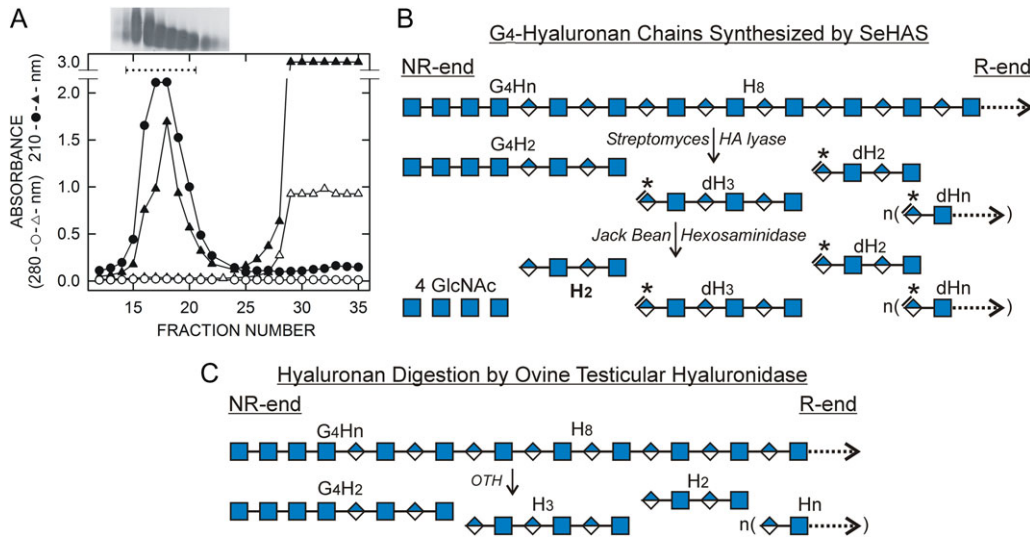 A
3.0
2.0
1.5
1.0
0.5
0.0
ABSORBANCE
(280 -○-△- nm) 210 -●-▲- nm)
15 20 25 30 35
FRACTION NUMBER
B
G4-Hyaluronan Chains Synthesized by SeHAS
NR-end R-end
G4Hn H8
Streptomyces HA lyase
G4H2
* dH2
* dH3
* dHn
n( )
Jack Bean Hexosaminidase
* dH2
4 GlcNAc
H2
* dH3
* dHn
n( )
C
Hyaluronan Digestion by Ovine Testicular Hyaluronidase
NR-end R-end
G4Hn H8
OTH
G4H2
H3
H2
Hn
n( )